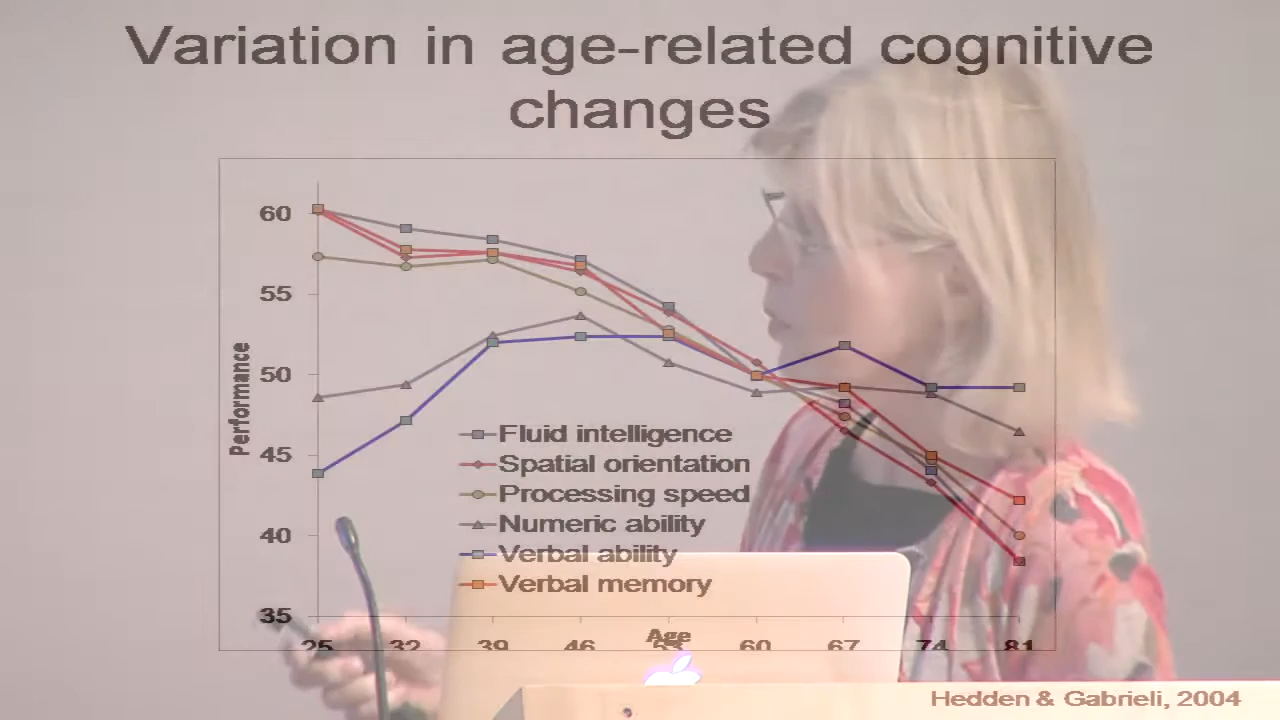 Variation in age-related cognitive
changes
60
55
50
45
40
35
Performance
Fluid intelligence
Spatial orientation
Processing speed
Numeric ability
Verbal ability
Verbal memory
Age
25 32 39 46 53 60 67 74 81
Hedden & Gabrieli, 2004